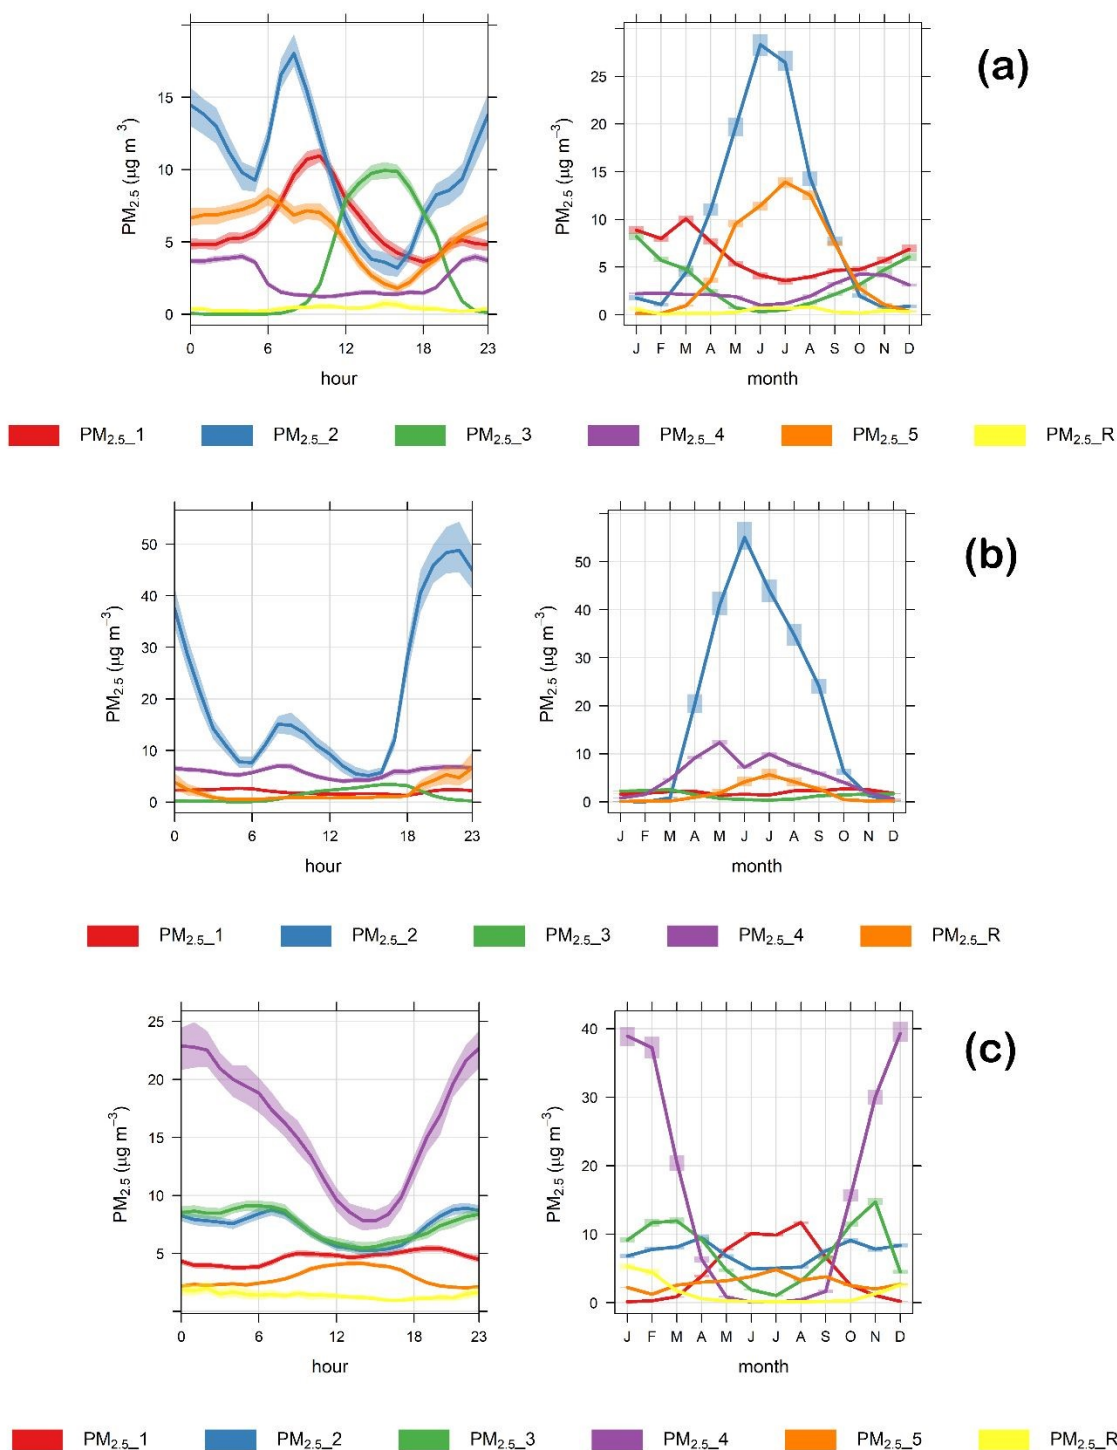 (a)
PM2.5 (μg m−3)
15
10
5
0
0 6 12 18 23
hour
PM2.5 (μg m−3)
25
20
15
10
5
0
J F M A M J J A S O N D
month
PM2.5_1 PM2.5_2 PM2.5_3 PM2.5_4 PM2.5_5 PM2.5_R
(b)
PM2.5 (μg m−3)
50
40
30
20
10
0
0 6 12 18 23
hour
PM2.5 (μg m−3)
50
40
30
20
10
0
J F M A M J J A S O N D
month
PM2.5_1 PM2.5_2 PM2.5_3 PM2.5_4 PM2.5_R
(c)
PM2.5 (μg m−3)
25
20
15
10
5
0 6 12 18 23
hour
PM2.5 (μg m−3)
40
30
20
10
0
J F M A M J J A S O N D
month
PM2.5_1 PM2.5_2 PM2.5_3 PM2.5_4 PM2.5_5 PM2.5_R